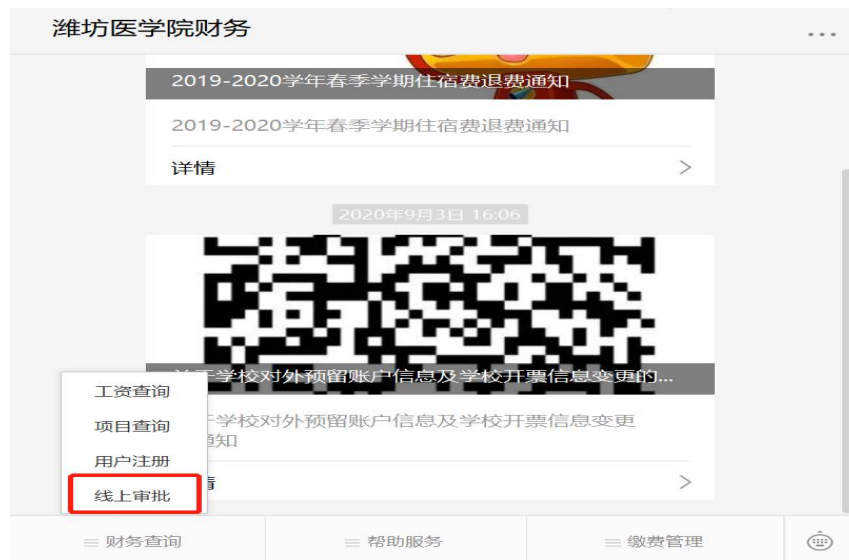 潍坊医学院财务
2019-2020学年春季学期住宿费退费通知
2019-2020学年春季学期住宿费退费通知
详情
2020年9月3日 16:06
学校对外预留账户信息及学校开票信息变更的...
学校对外预留账户信息及学校开票信息变更
通知
工资查询
项目查询
用户注册
线上审批
财务查询
帮助服务
缴费管理